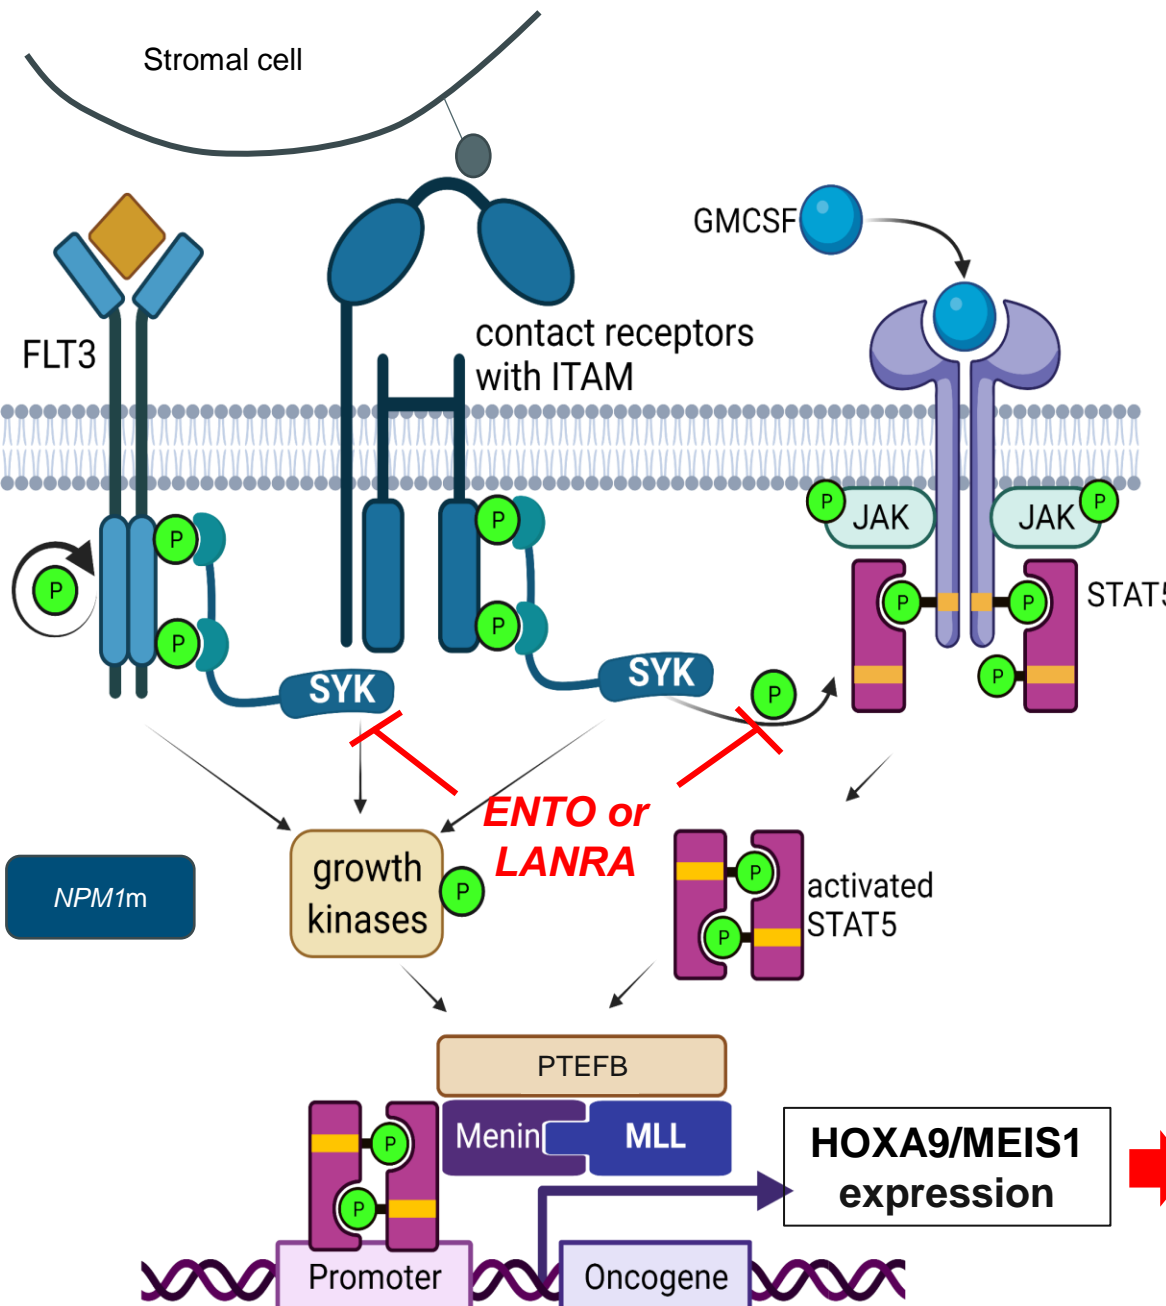 Stromal cell
GMCSF
FLT3
contact receptors
with ITAM
P
JAK
JAK
P
P
P
P
P
P
STAT5
P
P
P
P
SYK
SYK
P
ENTO or
LANRA
growth
kinases
P
NPM1m
P
P
activated
STAT5
PTEFB
Menin
MLL
P
P
HOXA9/MEIS1
expression
Promoter
Oncogene